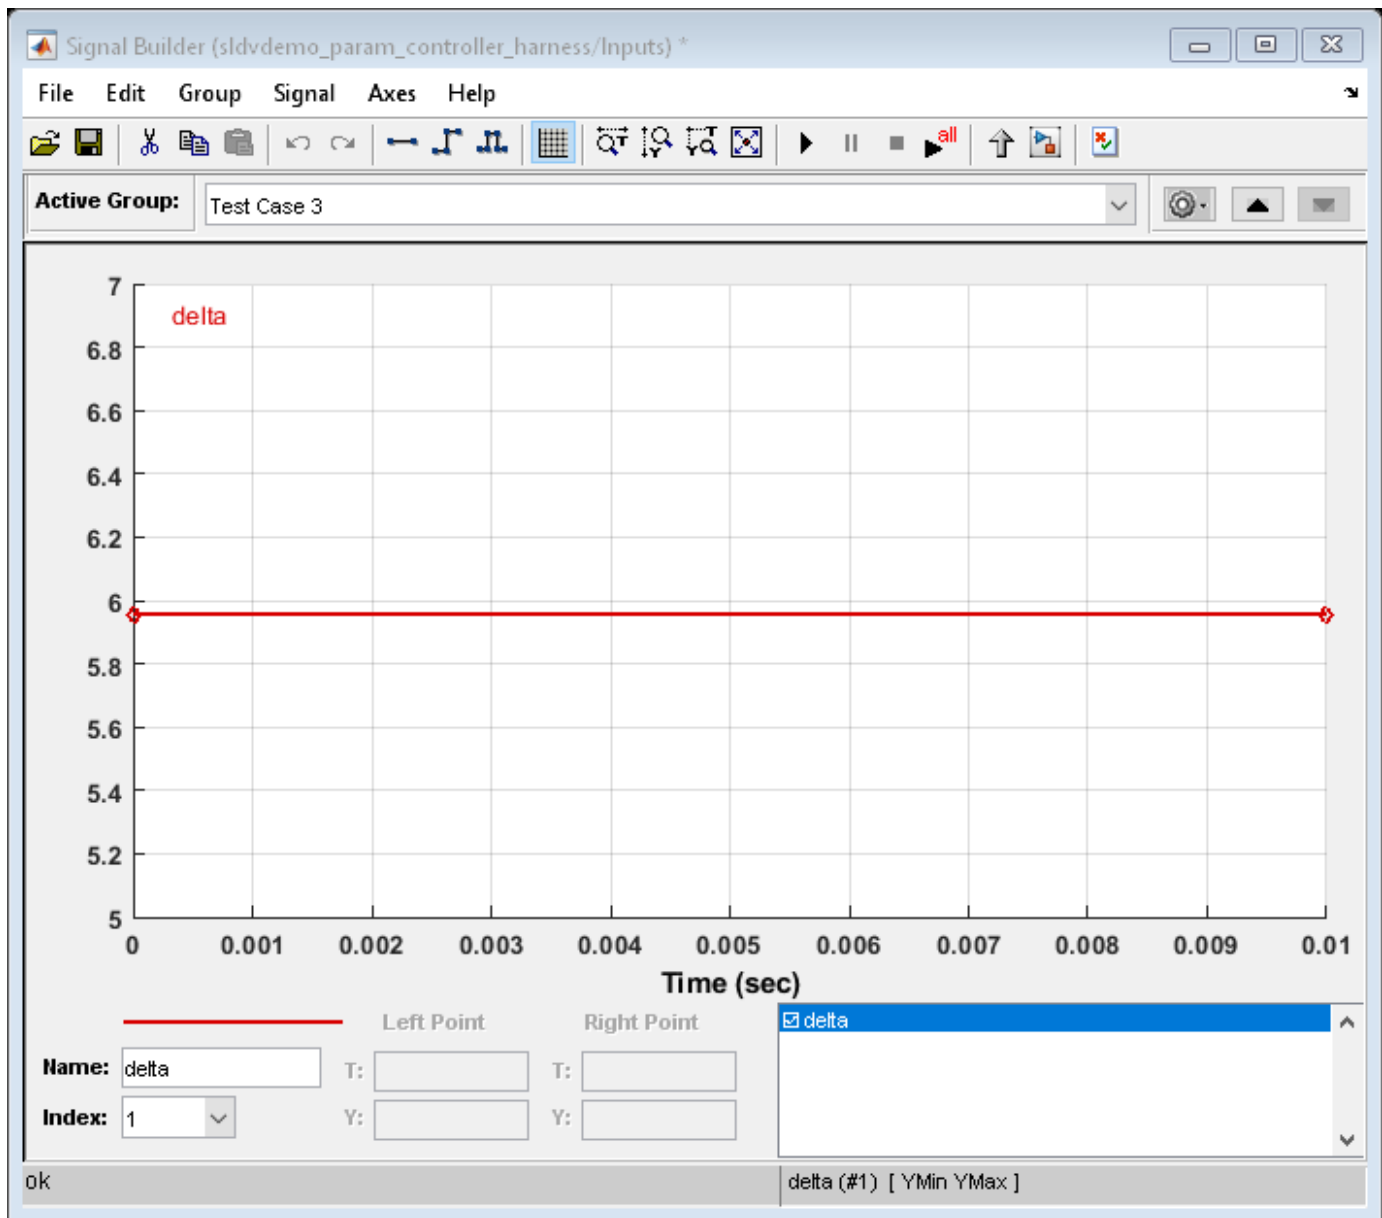 Signal Builder (sldvdemo_param_controller_harness/Inputs) *
File Edit Group Signal Axes Help
all
Active Group: Test Case 3
delta
7
6.8
6.6
6.4
6.2
6
5.8
5.6
5.4
5.2
5
0 0.001 0.002 0.003 0.004 0.005 0.006 0.007 0.008 0.009 0.01
Time (sec)
Left Point Right Point delta
Name: delta T: T:
Index: 1 Y: Y:
ok delta (#1) [ YMin YMax ]